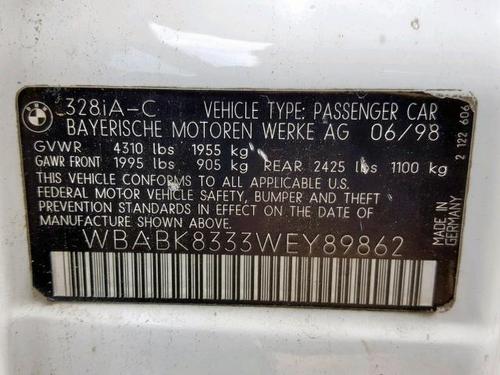 BMW
328iA-C VEHICLE TYPE: PASSENGER CAR
BAYERISCHE MOTOREN WERKE AG 06/98
GVWR 4310 lbs 1955 kg
GAWR FRONT 1995 lbs 905 kg REAR 2425 lbs 1100 kg
THIS VEHICLE CONFORMS TO ALL APPLICABLE U.S.
FEDERAL MOTOR VEHICLE SAFETY, BUMPER AND THEFT
PREVENTION STANDARDS IN EFFECT ON THE DATE OF
MANUFACTURE SHOWN ABOVE.
WBABK8333WEY89862
2 122 606
MADE IN
GERMANY